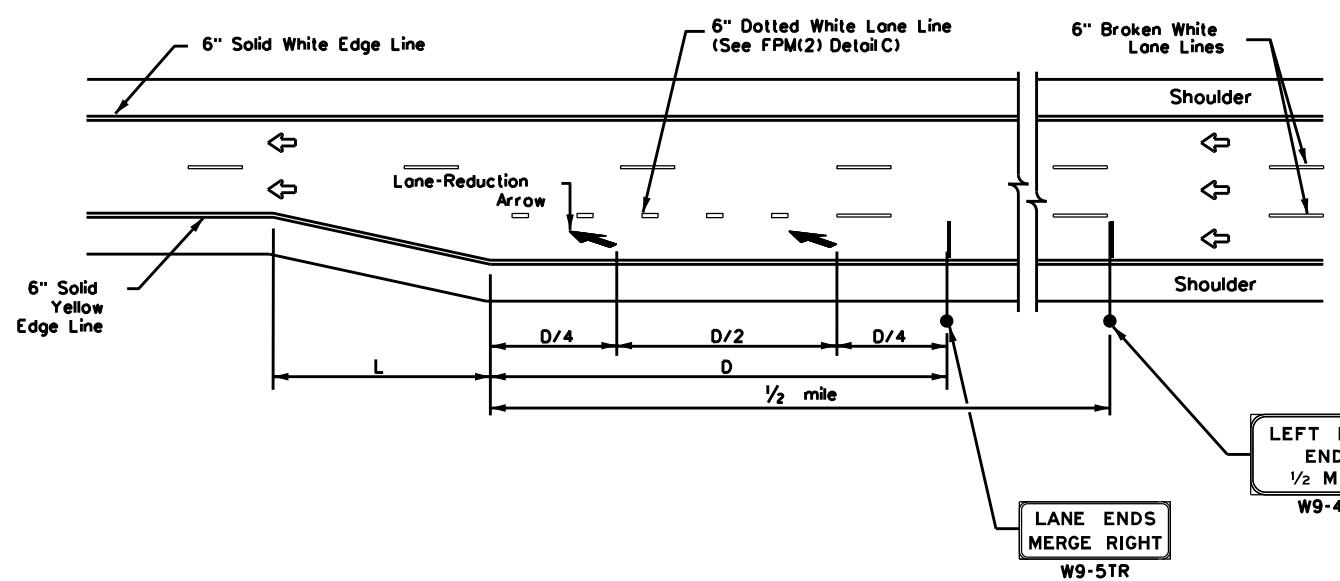 6" Solid White Edge Line
6" Dotted White Lane Line
(See FPM(2) Detail C)
6" Broken White
Lane Lines
Shoulder
Lane-Reduction
Arrow
6" Solid
Yellow
Edge Line
Shoulder
D/4
D/2
D/4
L
D
1/2 mile
LEFT
1/2
W9-4
LANE ENDS
MERGE RIGHT
W9-5TR